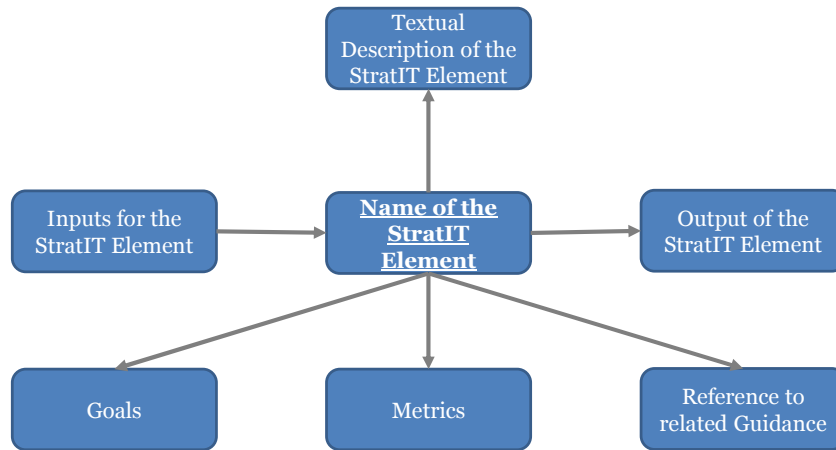 Textual
Description of the
StratIT Element
Inputs for the
StratIT Element
Name of the
StratIT
Element
Output of the
StratIT Element
Goals
Metrics
Reference to
related Guidance